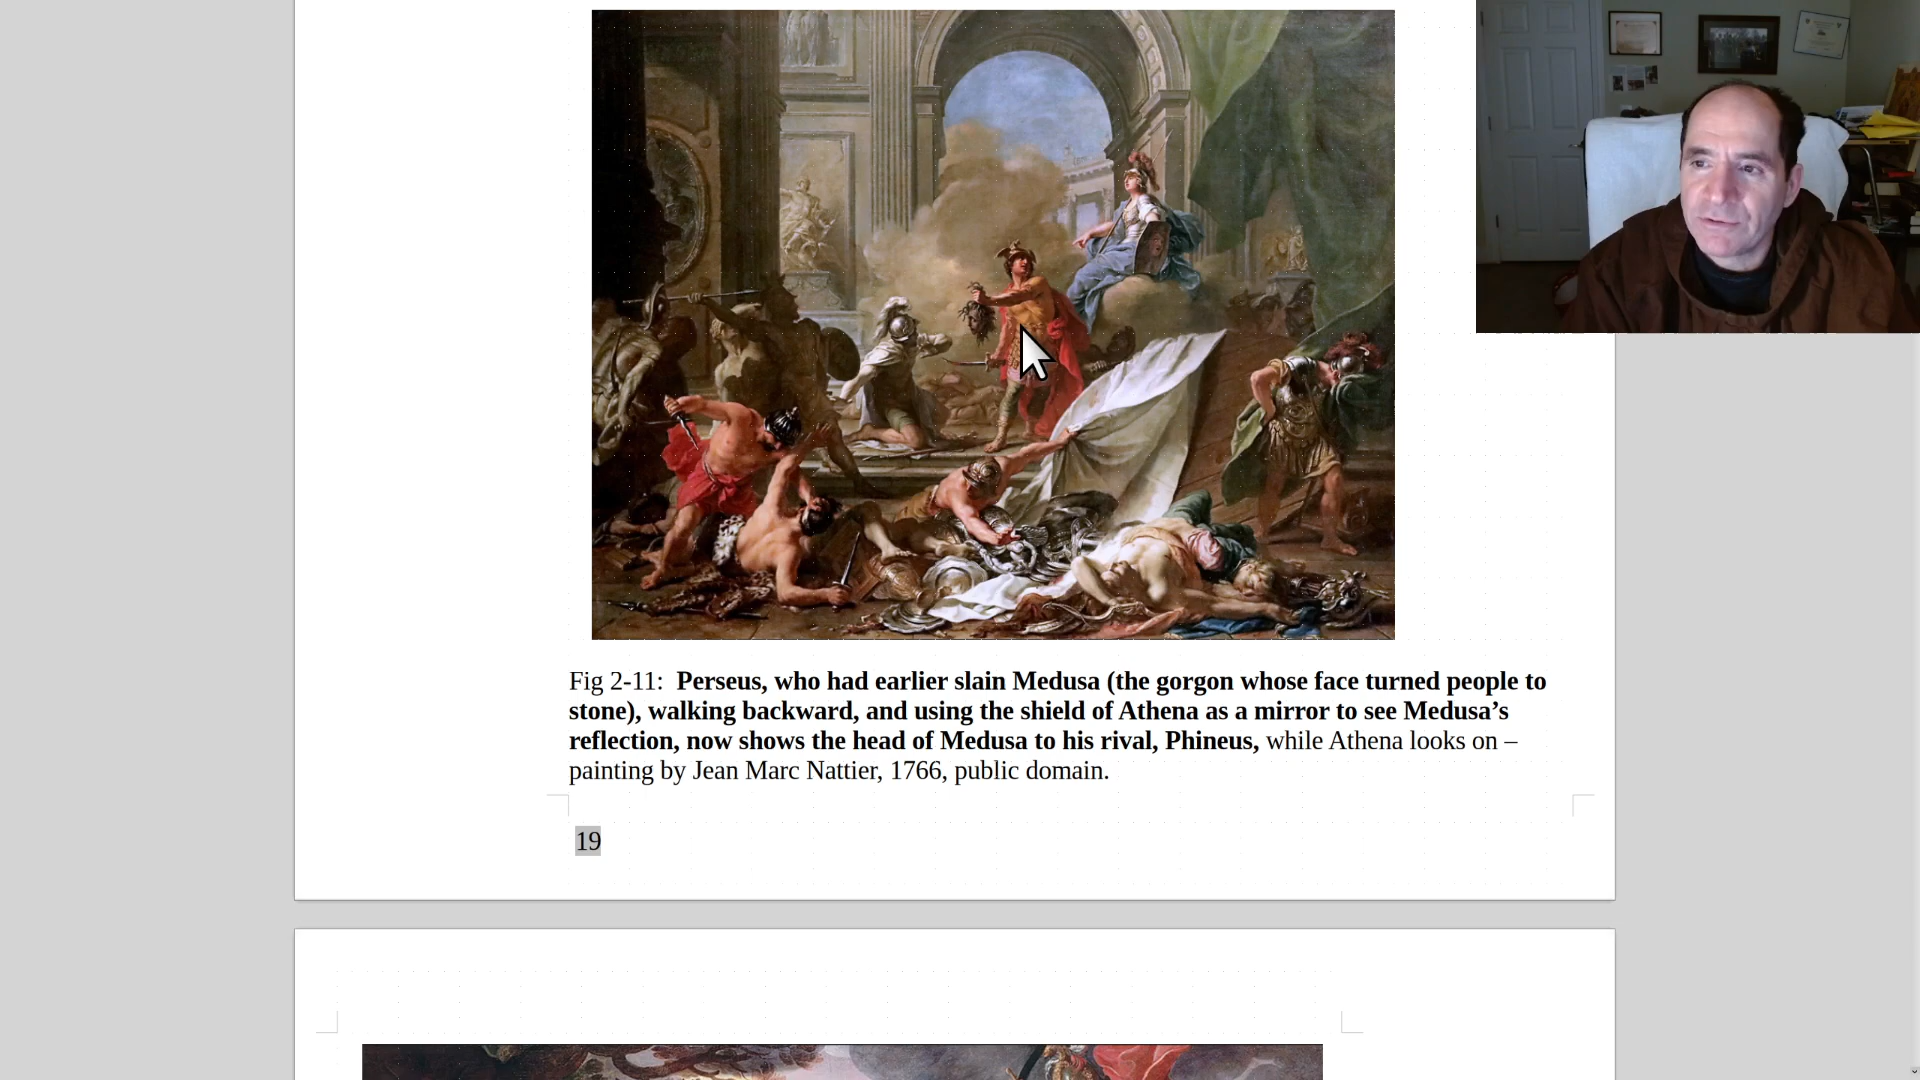 Fig 2-11:  Perseus, who had earlier slain Medusa (the gorgon whose face turned people to
stone), walking backward, and using the shield of Athena as a mirror to see Medusa’s
reflection, now shows the head of Medusa to his rival, Phineus, while Athena looks on –
painting by Jean Marc Nattier, 1766, public domain.
19